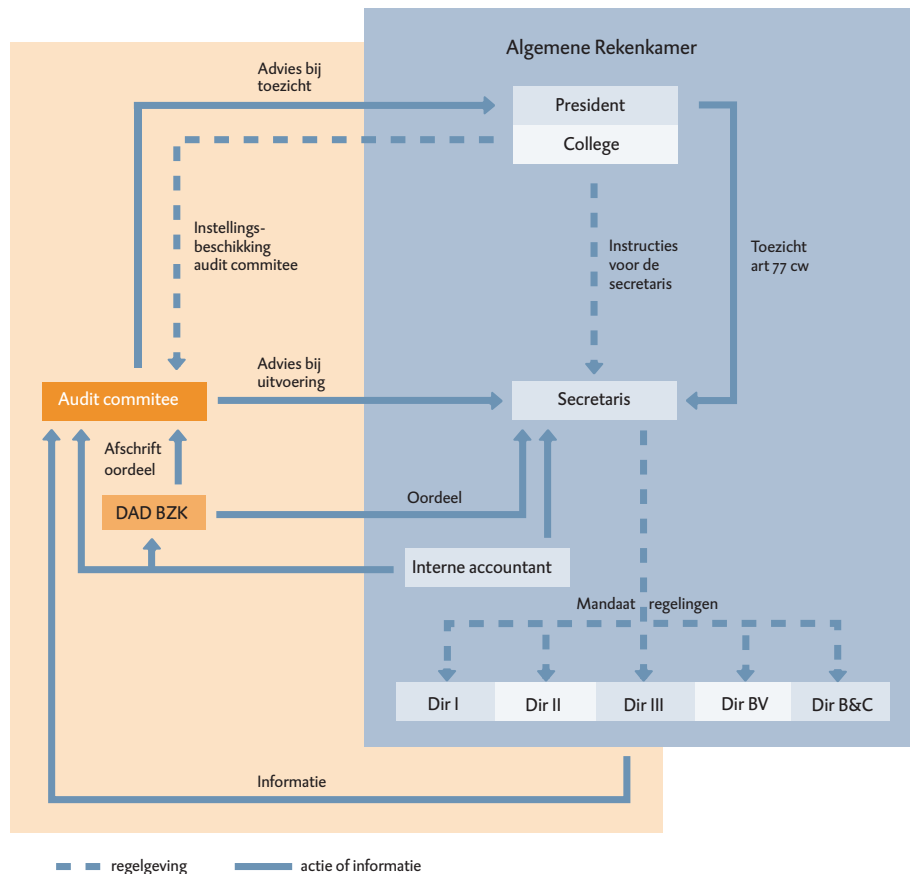 Algemene Rekenkamer
Advies bij
toezicht
President
College
Instellings-
beschikking
audit commitee
Instructies
voor de
secretaris
Toezicht
art 77 cw
Advies bij
uitvoering
Audit commitee
Secretaris
Afschrift
oordeel
Oordeel
DAD BZK
Interne accountant
Mandaat regelingen
Dir I
Dir II
Dir III
Dir BV
Dir B&C
Informatie
regelgeving
actie of informatie